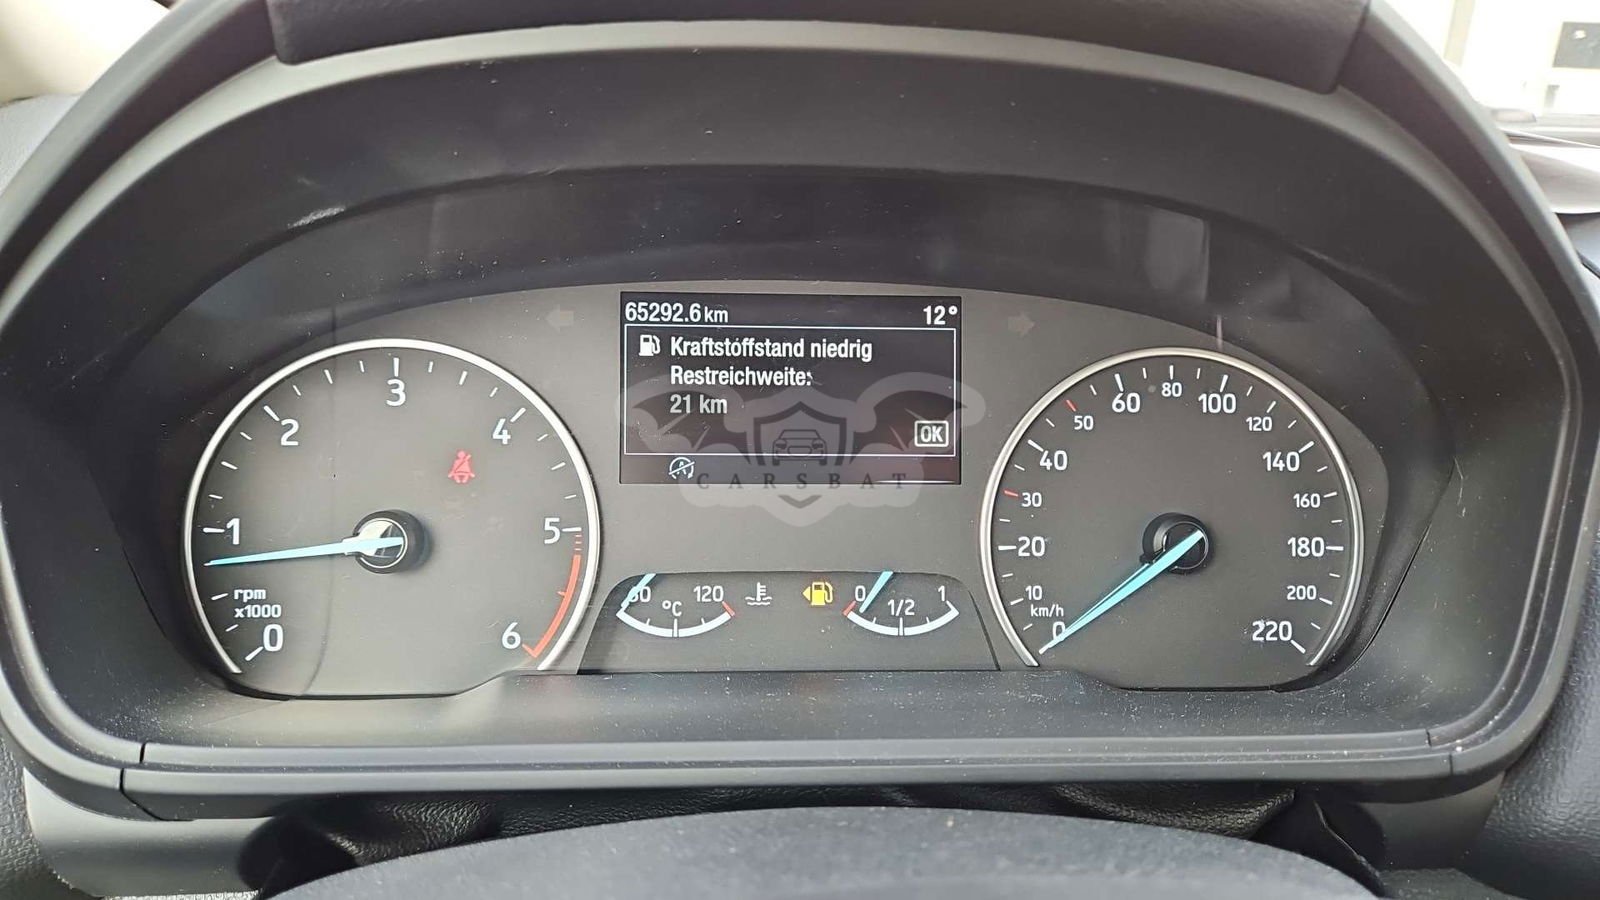 65292.6 km 12°
Kraftstoffstand niedrig
Restreichweite:
21 km
OK
A
CARSBAT
0 1 2 3 4 5 6
rpm
x1000
120
°C
0 1/2 1
0 10 20 30 40 50 60 80 100 120 140 160 180 200 220
km/h